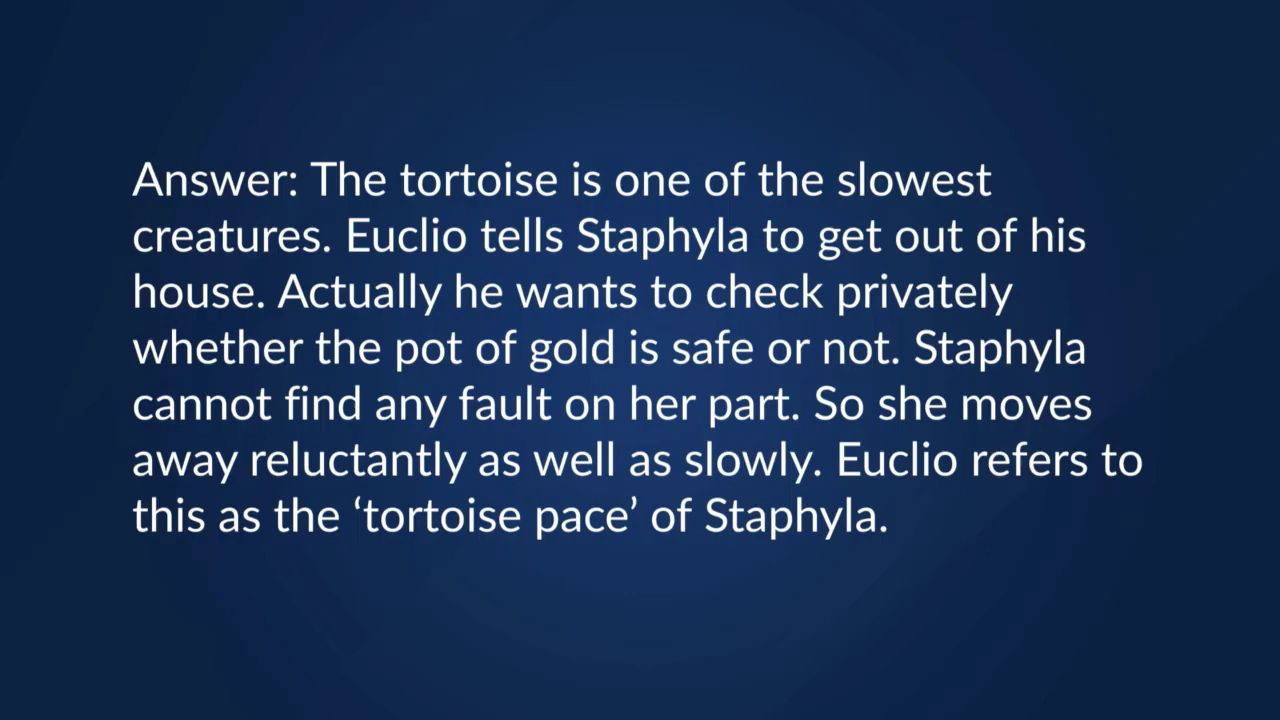 Answer: The tortoise is one of the slowest
creatures. Euclio tells Staphyla to get out of his
house. Actually he wants to check privately
whether the pot of gold is safe or not. Staphyla
cannot find any fault on her part. So she moves
away reluctantly as well as slowly. Euclio refers to
this as the ‘tortoise pace’ of Staphyla.